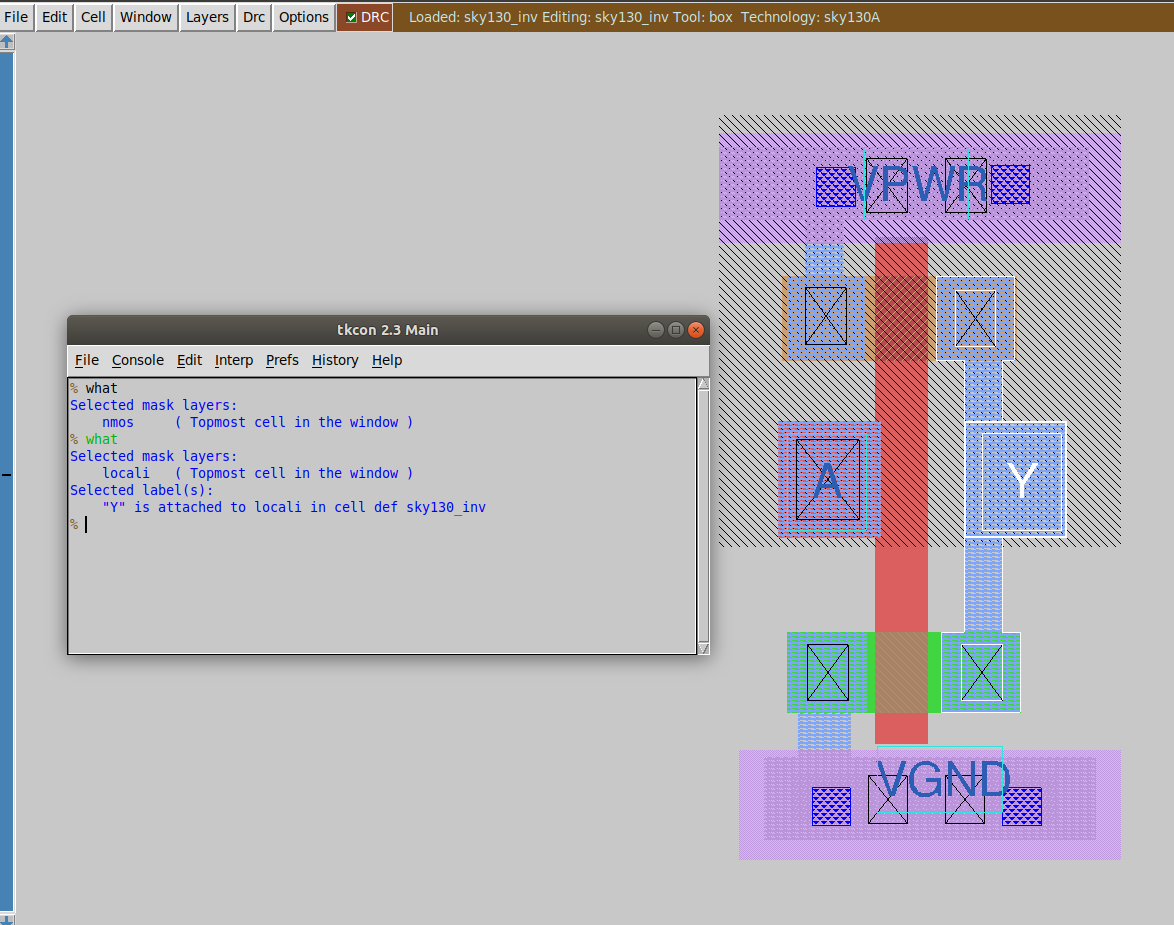 File Edit Cell Window Layers Drc Options DRC Loaded: sky130_inv Editing: sky130_inv Tool: box Technology: sky130A
VPWR
tkcon 2.3 Main
File Console Edit Interp Prefs History Help
% what
Selected mask layers:
nmos ( Topmost cell in the window )
% what
Selected mask layers:
locali ( Topmost cell in the window )
Selected label(s):
"Y" is attached to locali in cell def sky130_inv
%
A
Y
VGND